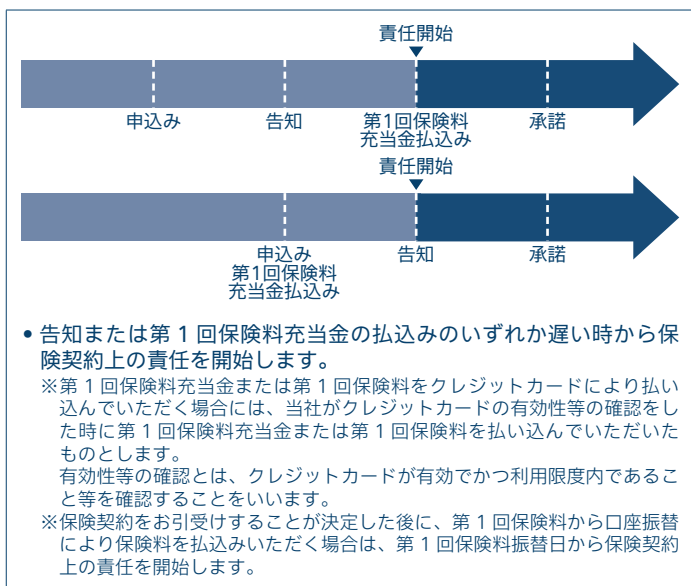 責任開始
申込み 告知 第1回保険料 承諾
充当金払込み
責任開始
申込み 告知 承諾
第1回保険料
充当金払込み
•告知または第1回保険料充当金の払込みのいずれか遅い時から保
険契約上の責任を開始します。
※第1回保険料充当金または第1回保険料をクレジットカードにより払い
込んでいただく場合には、当社がクレジットカードの有効性等の確認をし
た時に第1回保険料充当金または第1回保険料を払い込んでいただいた
ものとします。
有効性等の確認とは、クレジットカードが有効でかつ利用限度内であるこ
と等を確認することをいいます。
※保険契約をお引受けすることが決定した後に、第1回保険料から口座振替
により保険料を払込みいただく場合は、第1回保険料振替日から保険契約
上の責任を開始します。